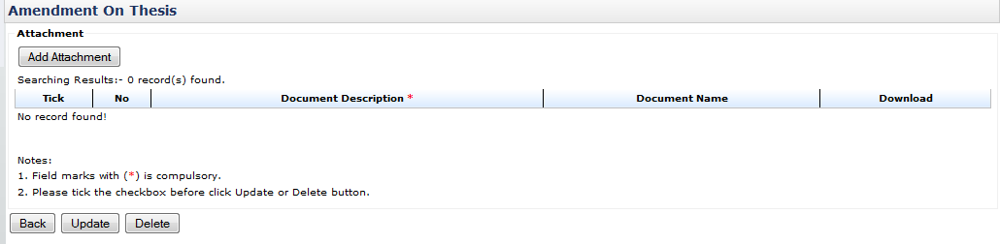 Amendment On Thesis
Attachment
Add Attachment
Searching Results:- 0 record(s) found.
Tick No Document Description * Document Name Download
No record found!
Notes:
1. Field marks with (*) is compulsory.
2. Please tick the checkbox before click Update or Delete button.
Back Update Delete